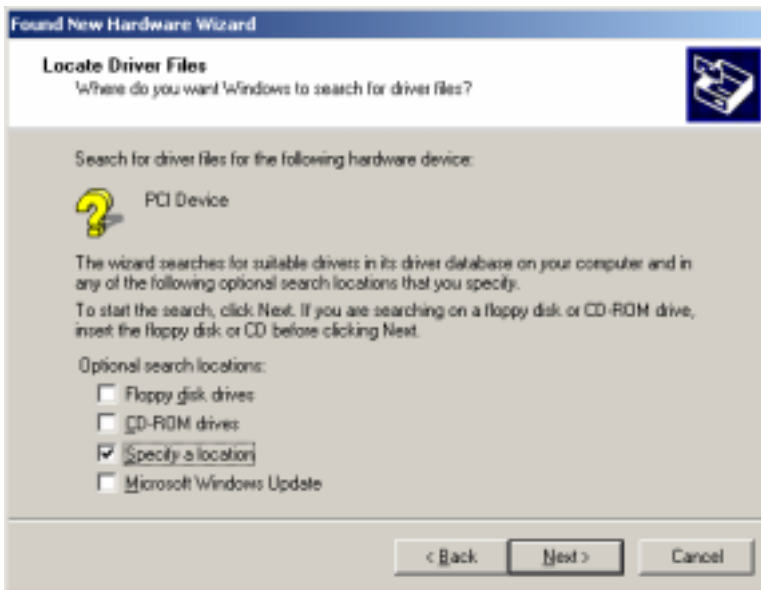 Found New Hardware Wizard
Locate Driver Files
Where do you want Windows to search for driver files?
Search for driver files for the following hardware device:
PCI Device
The wizard searches for suitable drivers in its driver database on your computer and in
any of the following optional search locations that you specify.
To start the search, click Next. If you are searching on a floppy disk or CD-ROM drive,
insert the floppy disk or CD before clicking Next.
Optional search locations:
Floppy disk drives
CD-ROM drives
Specify a location
Microsoft Windows Update
< Back Next > Cancel